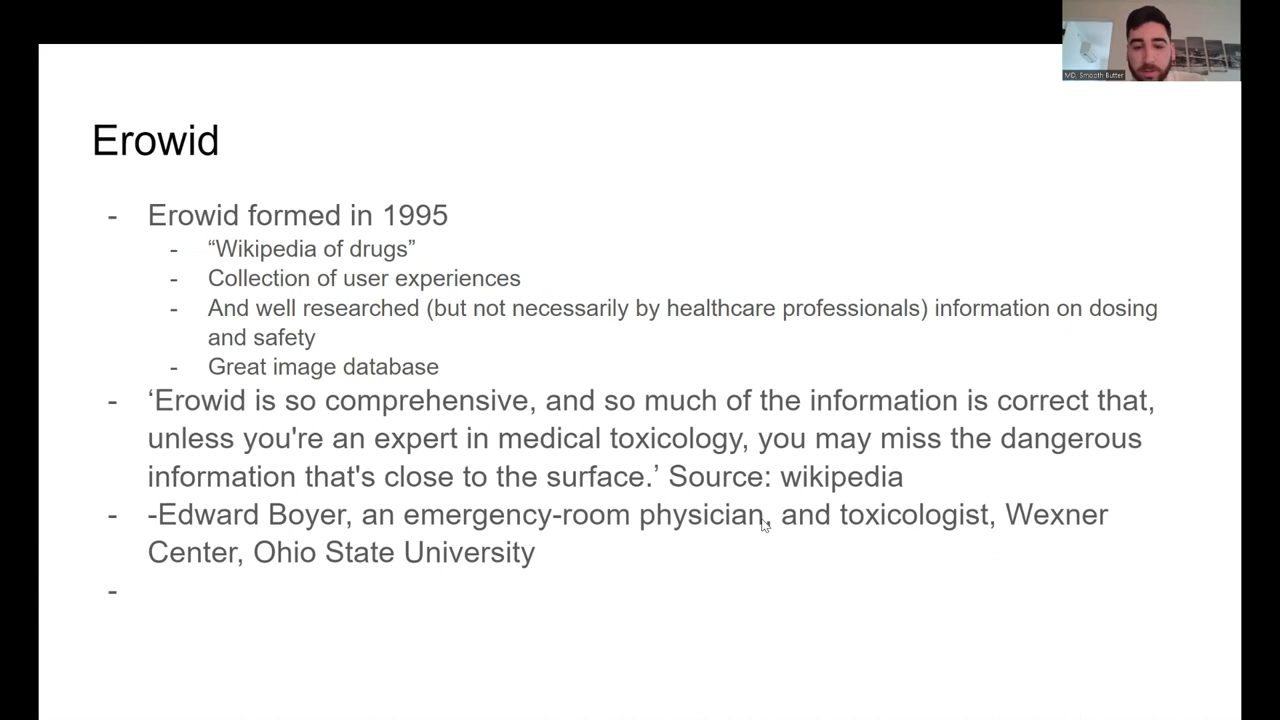 MD. Smooth Butter
Erowid
- Erowid formed in 1995
- “Wikipedia of drugs”
- Collection of user experiences
- And well researched (but not necessarily by healthcare professionals) information on dosing
and safety
- Great image database
- ‘Erowid is so comprehensive, and so much of the information is correct that,
unless you're an expert in medical toxicology, you may miss the dangerous
information that's close to the surface.’ Source: wikipedia
- -Edward Boyer, an emergency-room physician, and toxicologist, Wexner
Center, Ohio State University
-